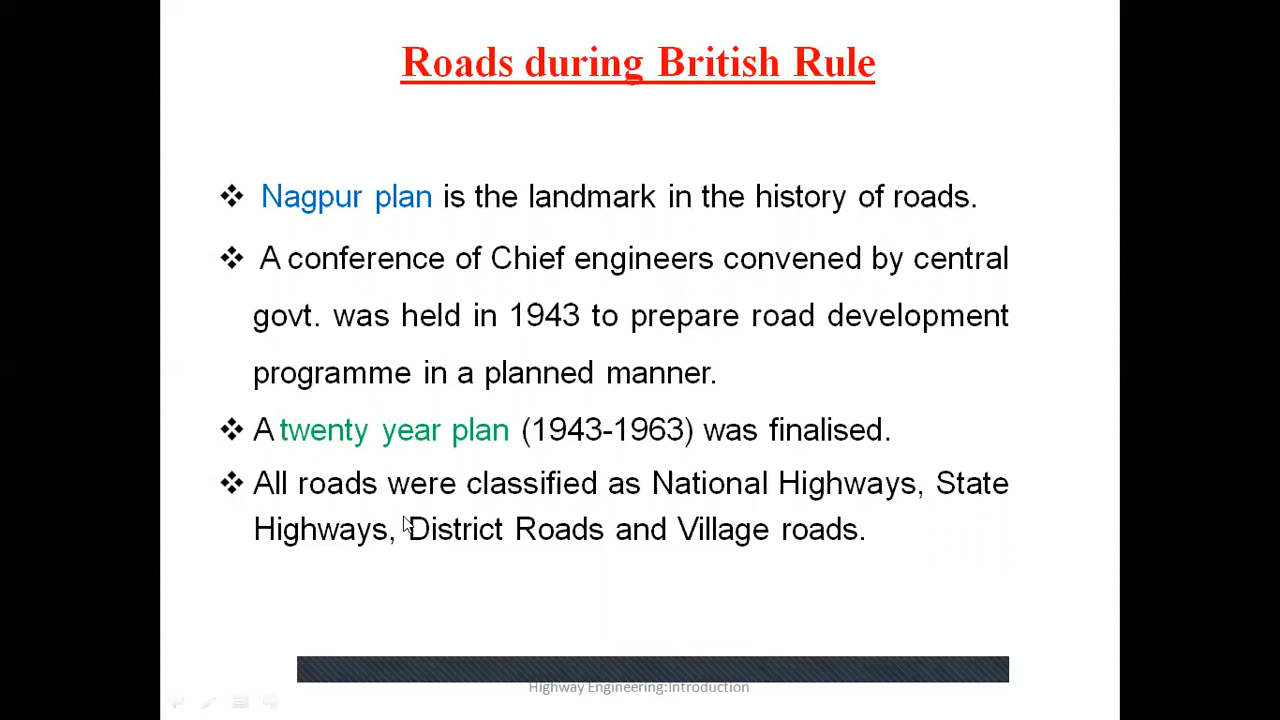 Roads during British Rule
❖ Nagpur plan is the landmark in the history of roads.
❖ A conference of Chief engineers convened by central
govt. was held in 1943 to prepare road development
programme in a planned manner.
❖ A twenty year plan (1943-1963) was finalised.
❖ All roads were classified as National Highways, State
Highways, District Roads and Village roads.
Highway Engineering:Introduction